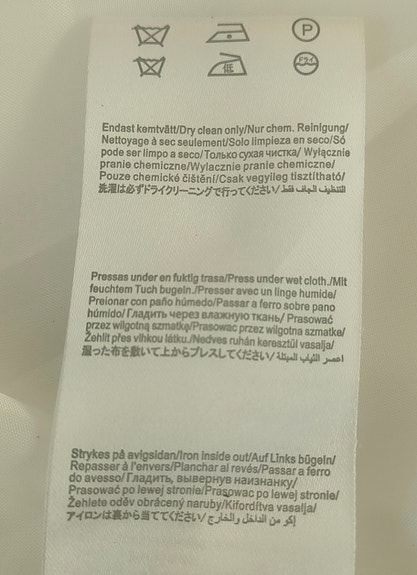 P
低 ドライ
Endast kemtvätt/Dry clean only/Nur chem. Reinigung/
Nettoyage à sec seulement/Solo limpieza en seco/Só
pode ser limpo a seco/Только сухая чистка/ Wyłącznie
pranie chemiczne/Wylacznie pranie chemiczne/
Pouze chemické čištění/Csak vegyileg tisztítható/
洗濯は必ずドライクリーニングで行ってください/ التنظيف الجاف فقط/
Pressas under en fuktig trasa/Press under wet cloth./Mit
feuchtem Tuch bugeln./Presser avec un linge humide/
Preionar con paño húmedo/Passar a ferro sobre pano
húmido/Гладить через влажную ткань/ Prasować
przez wilgotną szmatkę/Prasowac przez wilgotna szmatke/
Žehlit přes vlhkou látku./Nedves ruhán keresztül vasalja/
湿った布を敷いて上からプレスしてください/ اعصر الثياب المبتلة/
Strykes på avigsidan/Iron inside out/Auf Links bügeln/
Repasser à l'envers/Planchar al revés/Passar a ferro
do avesso/Гладить, вывернув наизнанку/
Prasować po lewej stronie/Prasowac po lewej stronie/
Žehlete oděv obrácený naruby/Kifordítva vasalja/
アイロンは裏から当ててください/ إكو من الداخل والخارج/